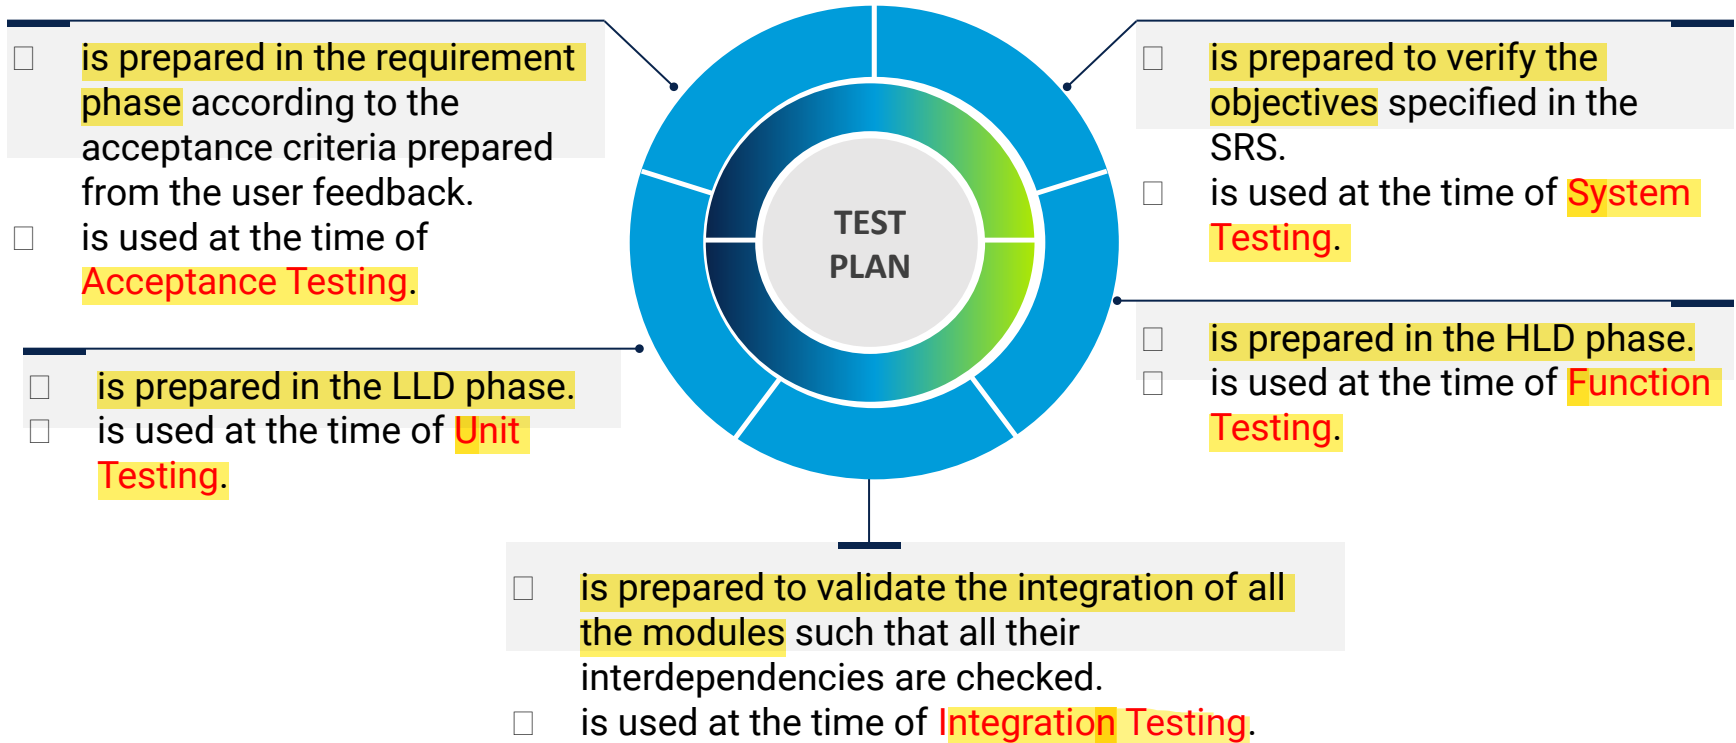 is prepared in the requirement
phase according to the
acceptance criteria prepared
from the user feedback.
is used at the time of
Acceptance Testing.
is prepared to verify the
objectives specified in the
SRS.
is used at the time of System
Testing.
TEST
PLAN
is prepared in the LLD phase.
is used at the time of Unit
Testing.
is prepared in the HLD phase.
is used at the time of Function
Testing.
is prepared to validate the integration of all
the modules such that all their
interdependencies are checked.
is used at the time of Integration Testing.